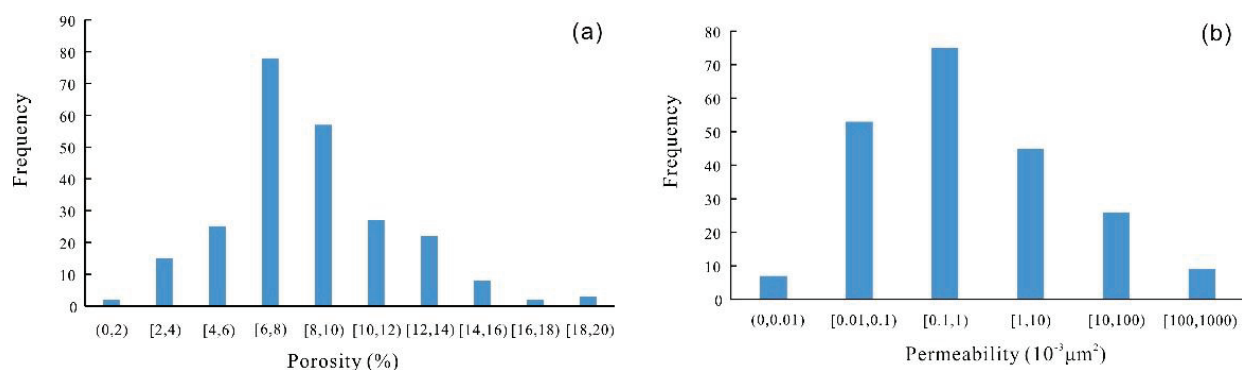 (a)
90
80
70
60
50
40
30
20
10
0
Frequency
(0,2) [2,4) [4,6) [6,8) [8,10) [10,12) [12,14) [14,16) [16,18) [18,20)
Porosity (%)
(b)
80
70
60
50
40
30
20
10
0
Frequency
(0,0.01) [0.01,0.1) [0.1,1) [1,10) [10,100) [100,1000)
Permeability (10⁻³μm²)